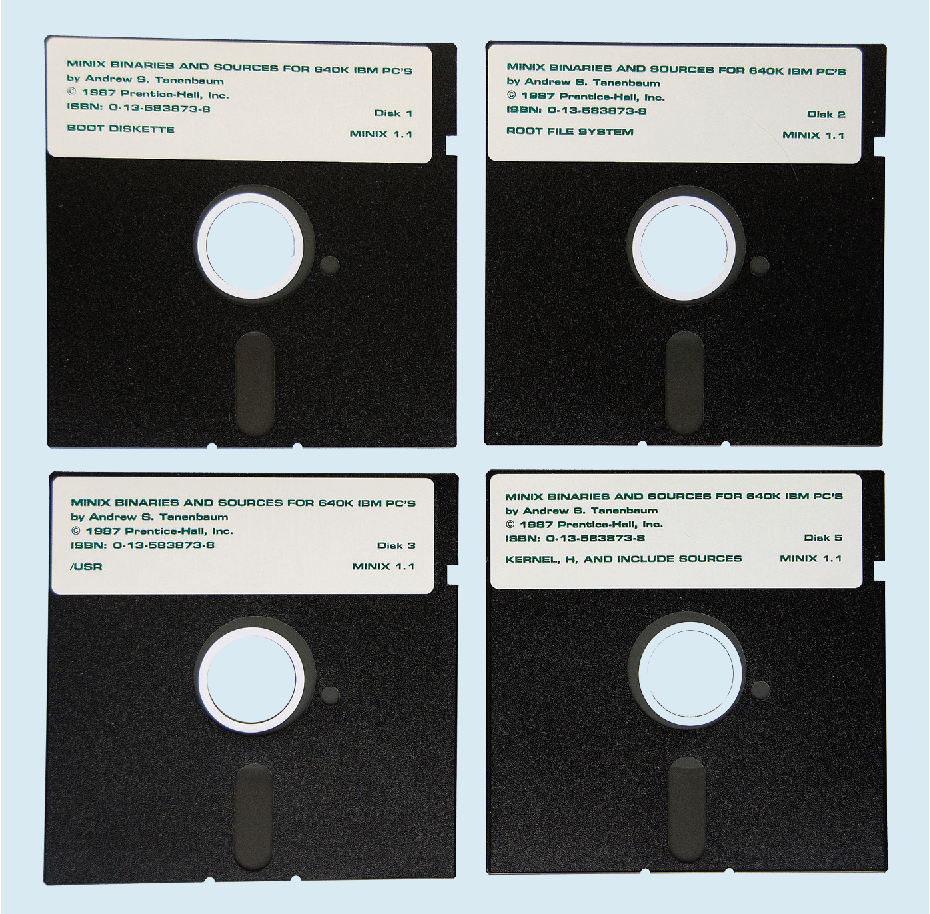 MINIX BINARIES AND SOURCES FOR 640K IBM PC'S
by Andrew S. Tanenbaum
© 1987 Prentice-Hall, Inc.
ISBN: 0-13-583873-8
Disk 1
BOOT DISKETTE
MINIX 1.1
MINIX BINARIES AND SOURCES FOR 640K IBM PC'S
by Andrew S. Tanenbaum
© 1987 Prentice-Hall, Inc.
ISBN: 0-13-583873-8
Disk 2
ROOT FILE SYSTEM
MINIX 1.1
MINIX BINARIES AND SOURCES FOR 640K IBM PC'S
by Andrew S. Tanenbaum
© 1987 Prentice-Hall, Inc.
ISBN: 0-13-583873-8
Disk 3
/USR
MINIX 1.1
MINIX BINARIES AND SOURCES FOR 640K IBM PC'S
by Andrew S. Tanenbaum
© 1987 Prentice-Hall, Inc.
ISBN: 0-13-583873-8
Disk 5
KERNEL, H, AND INCLUDE SOURCES
MINIX 1.1